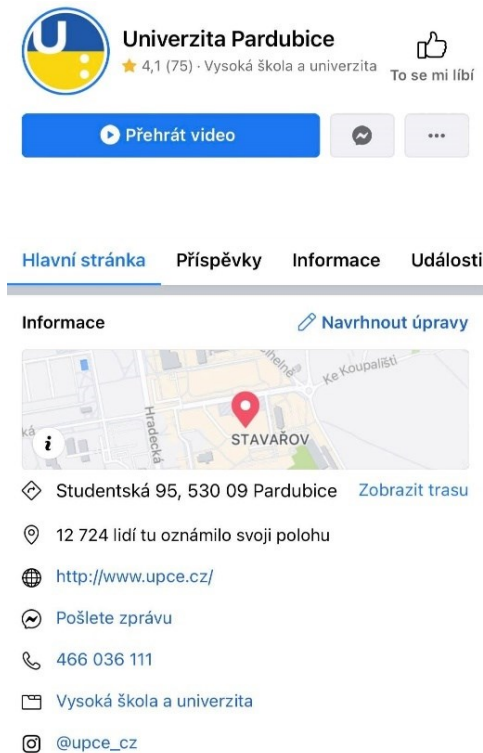 U
Univerzita Pardubice
4,1 (75) · Vysoká škola a univerzita
To se mi líbí
Přehrát video
Hlavní stránka Příspěvky Informace Události
Informace
Navrhnout úpravy
Ke Koupališti
Hradecká
i
STAVAŘOV
Studentská 95, 530 09 Pardubice Zobrazit trasu
12 724 lidí tu oznámilo svoji polohu
http://www.upce.cz/
Pošlete zprávu
466 036 111
Vysoká škola a univerzita
@upce_cz